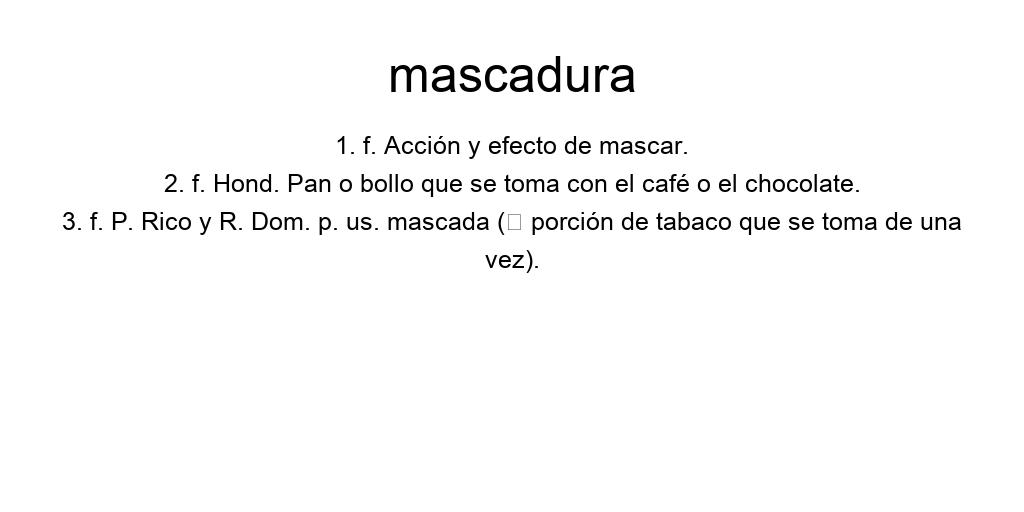 mascadura
1. f. Acción y efecto de mascar.
2. f. Hond. Pan o bollo que se toma con el café o el chocolate.
3. f. P. Rico y R. Dom. p. us. mascada (▯ porción de tabaco que se toma de una
vez).